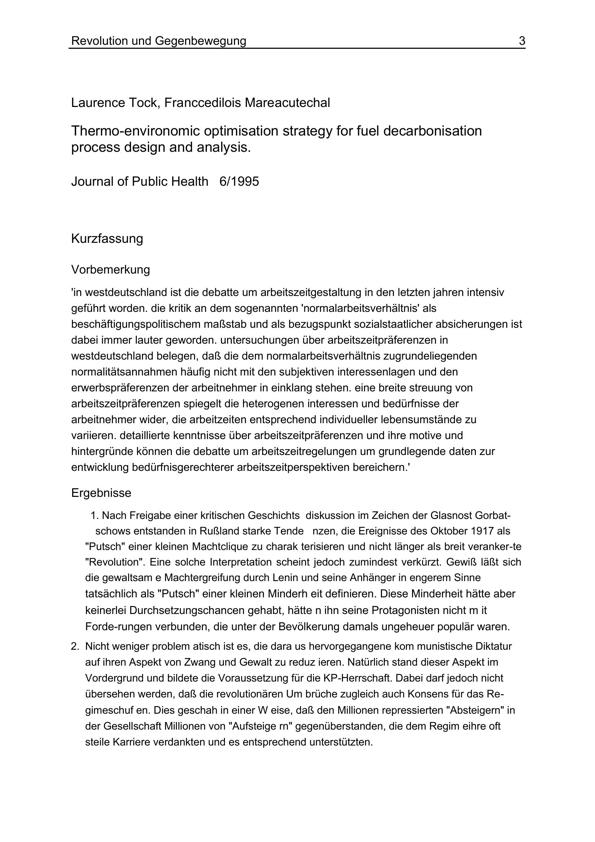 Revolution und Gegenbewegung 3
Laurence Tock, Franccedilois Mareacutechal
Thermo-environomic optimisation strategy for fuel decarbonisation
process design and analysis.
Journal of Public Health 6/1995
Kurzfassung
Vorbemerkung
'in westdeutschland ist die debatte um arbeitszeitgestaltung in den letzten jahren intensiv
geführt worden. die kritik an dem sogenannten 'normalarbeitsverhältnis' als
beschäftigungspolitischem maßstab und als bezugspunkt sozialstaatlicher absicherungen ist
dabei immer lauter geworden. untersuchungen über arbeitszeitpräferenzen in
westdeutschland belegen, daß die dem normalarbeitsverhältnis zugrundeliegenden
normalitätsannahmen häufig nicht mit den subjektiven interessenlagen und den
erwerbspräferenzen der arbeitnehmer in einklang stehen. eine breite streuung von
arbeitszeitpräferenzen spiegelt die heterogenen interessen und bedürfnisse der
arbeitnehmer wider, die arbeitzeiten entsprechend individueller lebensumstände zu
variieren. detaillierte kenntnisse über arbeitszeitpräferenzen und ihre motive und
hintergründe können die debatte um arbeitszeitregelungen um grundlegende daten zur
entwicklung bedürfnisgerechterer arbeitszeitperspektiven bereichern.'
Ergebnisse
1. Nach Freigabe einer kritischen Geschichts diskussion im Zeichen der Glasnost Gorbat-
schows entstanden in Rußland starke Tende nzen, die Ereignisse des Oktober 1917 als
"Putsch" einer kleinen Machtclique zu charak terisieren und nicht länger als breit veranker-te
"Revolution". Eine solche Interpretation scheint jedoch zumindest verkürzt. Gewiß läßt sich
die gewaltsam e Machtergreifung durch Lenin und seine Anhänger in engerem Sinne
tatsächlich als "Putsch" einer kleinen Minderh eit definieren. Diese Minderheit hätte aber
keinerlei Durchsetzungschancen gehabt, hätte n ihn seine Protagonisten nicht m it
Forde-rungen verbunden, die unter der Bevölkerung damals ungeheuer populär waren.
2. Nicht weniger problem atisch ist es, die dara us hervorgegangene kom munistische Diktatur
auf ihren Aspekt von Zwang und Gewalt zu reduz ieren. Natürlich stand dieser Aspekt im
Vordergrund und bildete die Voraussetzung für die KP-Herrschaft. Dabei darf jedoch nicht
übersehen werden, daß die revolutionären Um brüche zugleich auch Konsens für das Re-
gimeschuf en. Dies geschah in einer W eise, daß den Millionen repressierten "Absteigern" in
der Gesellschaft Millionen von "Aufsteige rn" gegenüberstanden, die dem Regim eihre oft
steile Karriere verdankten und es entsprechend unterstützten.